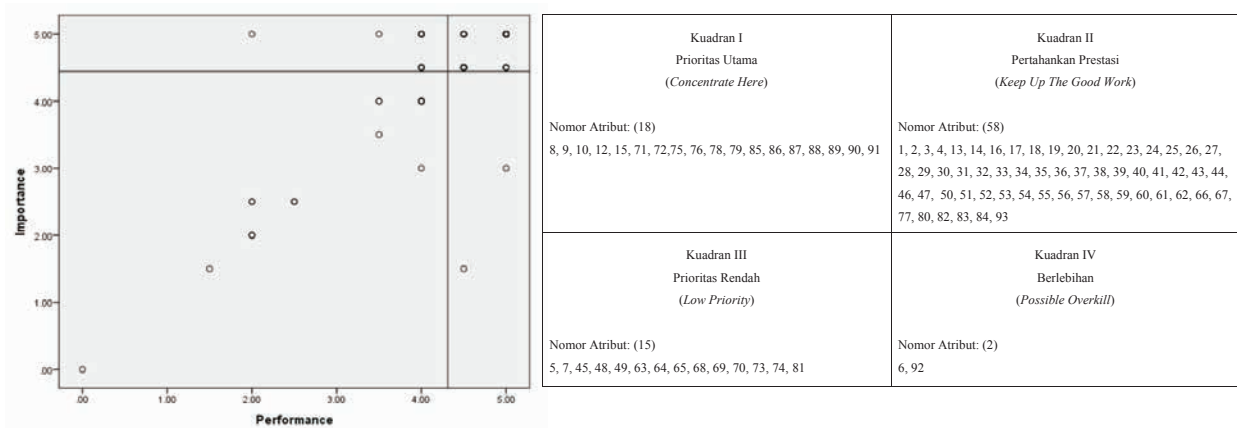 Importance
5.00
4.00
3.00
2.00
1.00
.00
.00 1.00 2.00 3.00 4.00 5.00
Performance
Kuadran I
Prioritas Utama
(Concentrate Here)
Nomor Atribut: (18)
8, 9, 10, 12, 15, 71, 72,75, 76, 78, 79, 85, 86, 87, 88, 89, 90, 91
Kuadran II
Pertahankan Prestasi
(Keep Up The Good Work)
Nomor Atribut: (58)
1, 2, 3, 4, 13, 14, 16, 17, 18, 19, 20, 21, 22, 23, 24, 25, 26, 27,
28, 29, 30, 31, 32, 33, 34, 35, 36, 37, 38, 39, 40, 41, 42, 43, 44,
46, 47, 50, 51, 52, 53, 54, 55, 56, 57, 58, 59, 60, 61, 62, 66, 67,
77, 80, 82, 83, 84, 93
Kuadran III
Prioritas Rendah
(Low Priority)
Nomor Atribut: (15)
5, 7, 45, 48, 49, 63, 64, 65, 68, 69, 70, 73, 74, 81
Kuadran IV
Berlebihan
(Possible Overkill)
Nomor Atribut: (2)
6, 92